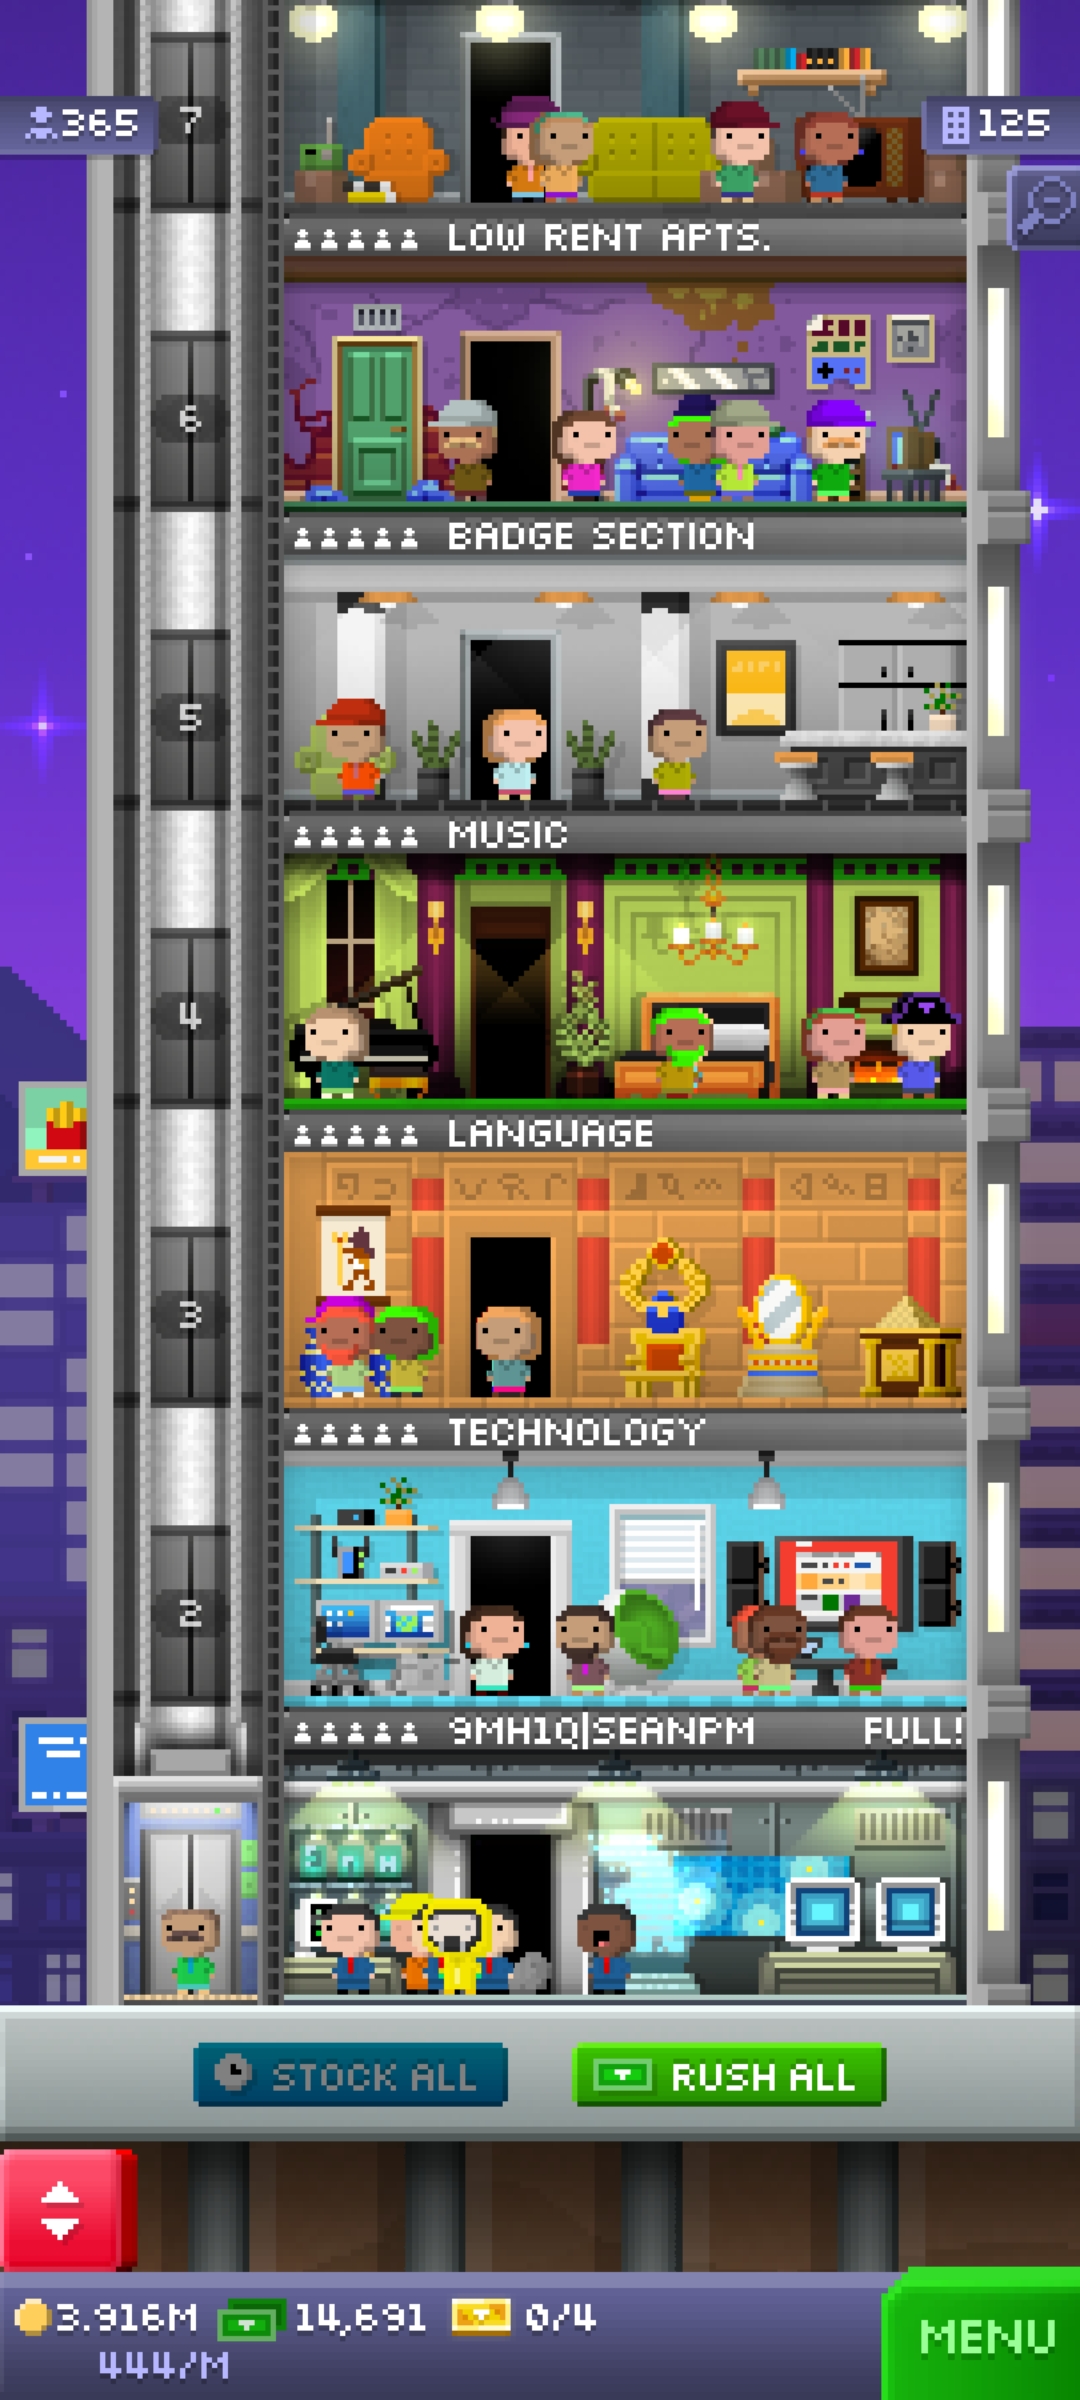 365
7
125
LOW RENT APTS.
6
BADGE SECTION
5
MUSIC
4
LANGUAGE
3
TECHNOLOGY
2
9MH1Q|SEANPM FULL!
STOCK ALL
RUSH ALL
3.916M 14,691 0/4
444/M
MENU